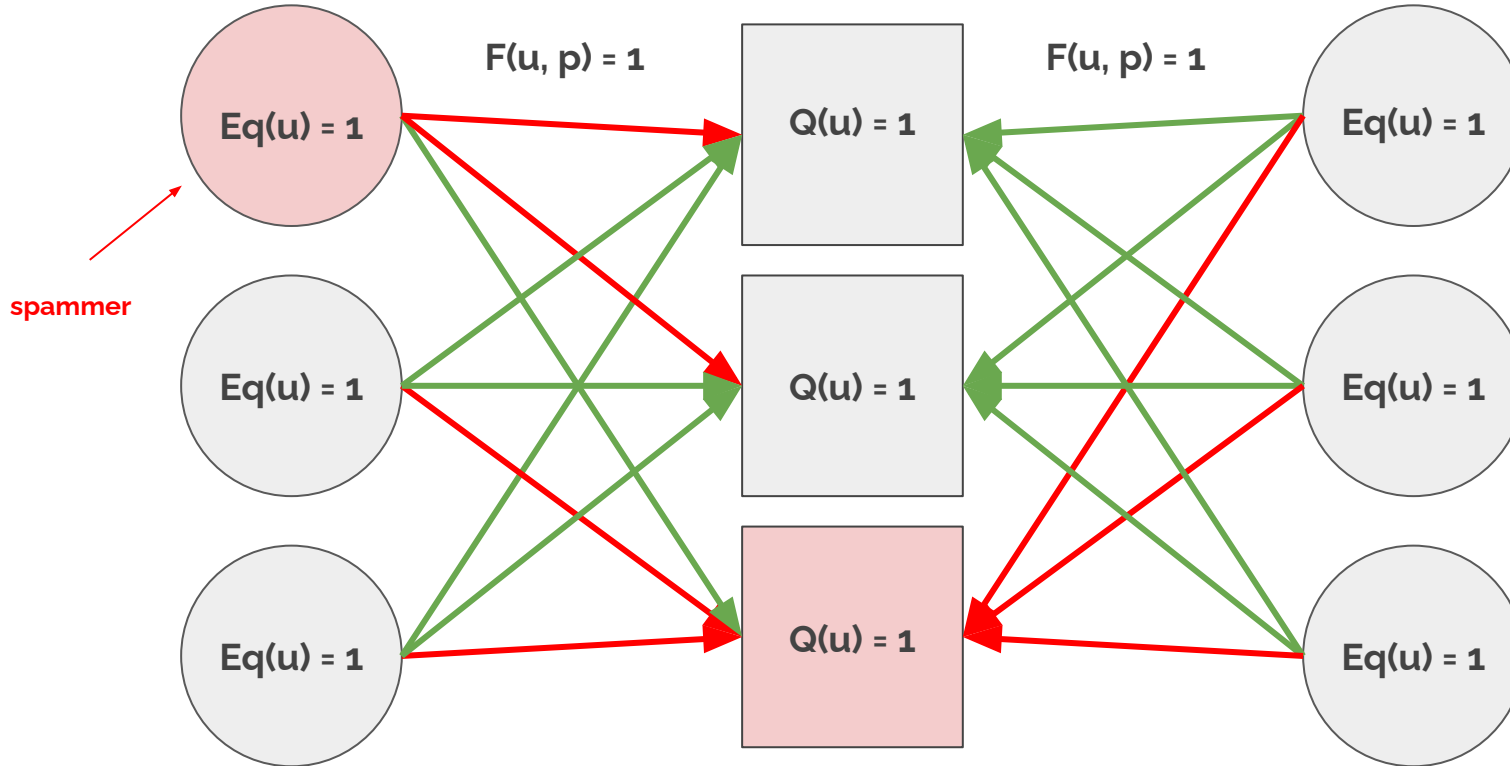 F(u, p) = 1
F(u, p) = 1
Eq(u) = 1
Q(u) = 1
Eq(u) = 1
spammer
Eq(u) = 1
Q(u) = 1
Eq(u) = 1
Eq(u) = 1
Q(u) = 1
Eq(u) = 1